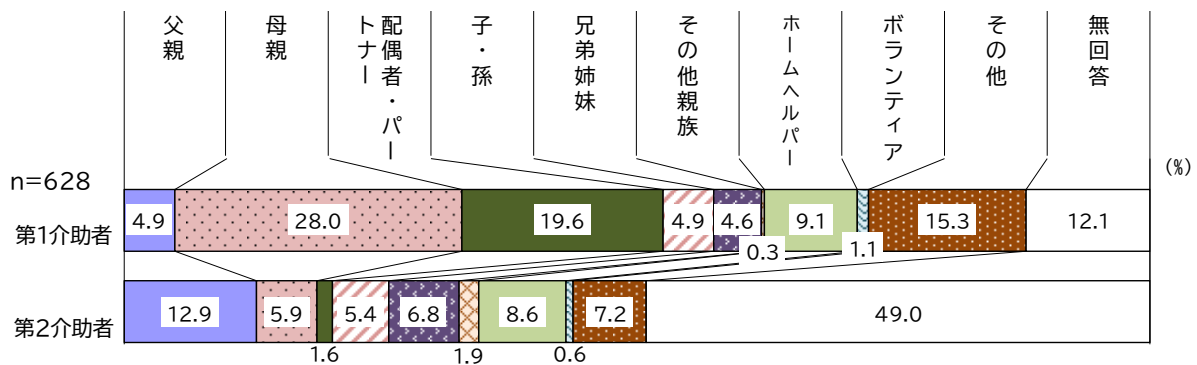 父親
母親
配偶者・パー
トナー
子・孫
兄弟姉妹
その他親族
ホームヘルパー
ボランティア
その他
無回答
(%)
n=628
第1介助者
4.9
28.0
19.6
4.9
4.6
0.3
9.1
1.1
15.3
12.1
第2介助者
12.9
5.9
1.6
5.4
6.8
1.9
8.6
0.6
7.2
49.0